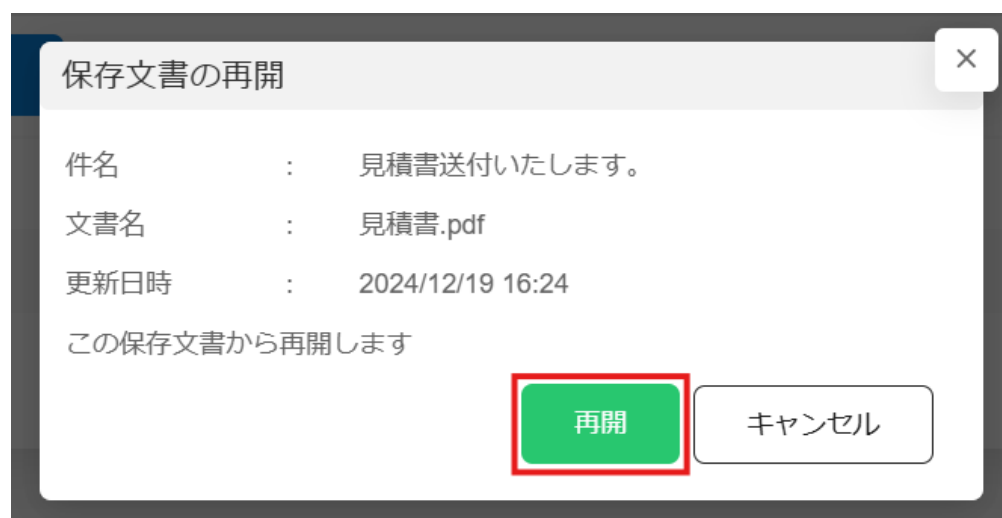 保存文書の再開
×
件名 : 見積書送付いたします。
文書名 : 見積書.pdf
更新日時 : 2024/12/19 16:24
この保存文書から再開します
再開 キャンセル